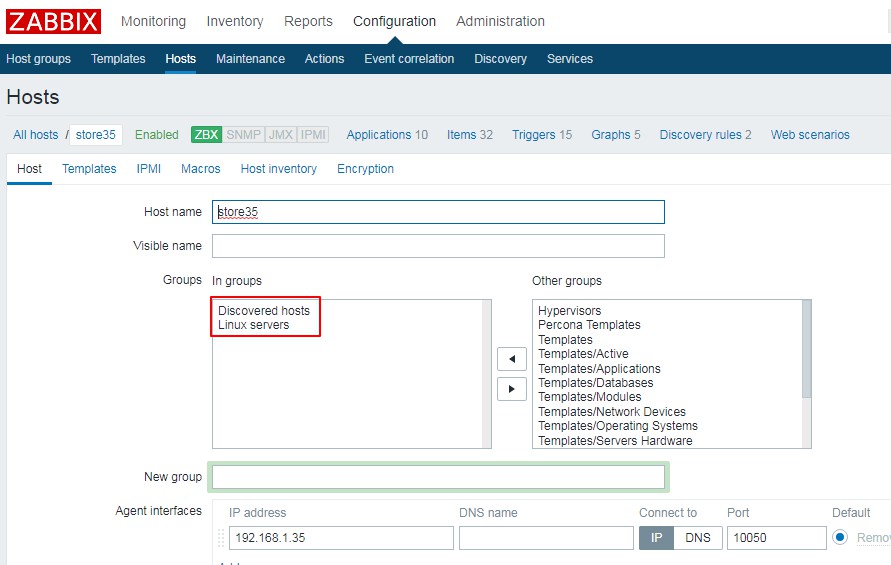 ZABBIX Monitoring Inventory Reports Configuration Administration
Host groups Templates Hosts Maintenance Actions Event correlation Discovery Services
Hosts
All hosts / store35 Enabled ZBX SNMP JMX IPMI Applications 10 Items 32 Triggers 15 Graphs 5 Discovery rules 2 Web scenarios
Host Templates IPMI Macros Host inventory Encryption
Host name store35
Visible name
Groups In groups Other groups
Discovered hosts Hypervisors
Linux servers Percona Templates
Templates
Templates/Active
Templates/Applications
Templates/Databases
Templates/Modules
Templates/Network Devices
Templates/Operating Systems
Templates/Servers Hardware
New group
Agent interfaces IP address DNS name Connect to Port Default
192.168.1.35 IP DNS 10050